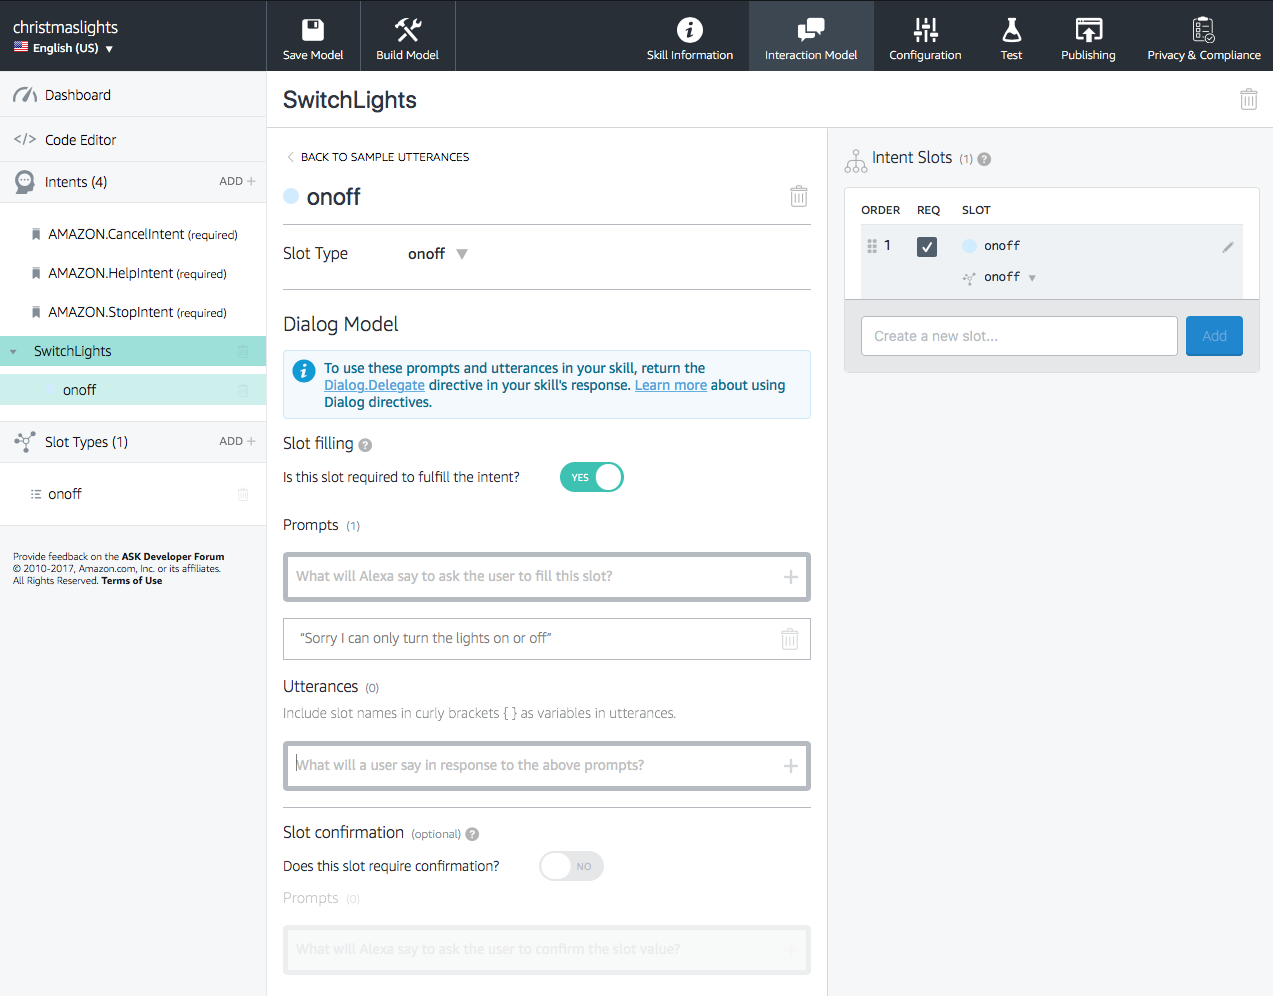 christmaslights
English (US) ▼
Save Model
Build Model
Skill Information
Interaction Model
Configuration
Test
Publishing
Privacy & Compliance
Dashboard
</> Code Editor
Intents (4)
ADD +
AMAZON.CancelIntent (required)
AMAZON.HelpIntent (required)
AMAZON.StopIntent (required)
SwitchLights
onoff
Slot Types (1)
ADD +
onoff
Provide feedback on the ASK Developer Forum
© 2010-2017, Amazon.com, Inc. or its affiliates.
All Rights Reserved. Terms of Use
SwitchLights
BACK TO SAMPLE UTTERANCES
onoff
Slot Type
onoff
Dialog Model
To use these prompts and utterances in your skill, return the
Dialog.Delegate directive in your skill's response. Learn more about using
Dialog directives.
Slot filling ?
Is this slot required to fulfill the intent?
YES
Prompts (1)
What will Alexa say to ask the user to fill this slot?
“Sorry I can only turn the lights on or off”
Utterances (0)
Include slot names in curly brackets { } as variables in utterances.
What will a user say in response to the above prompts?
Slot confirmation (optional) ?
Does this slot require confirmation?
NO
Prompts (0)
What will Alexa say to ask the user to confirm the slot value?
Intent Slots (1) ?
ORDER REQ SLOT
1 onoff
onoff
Create a new slot...
Add